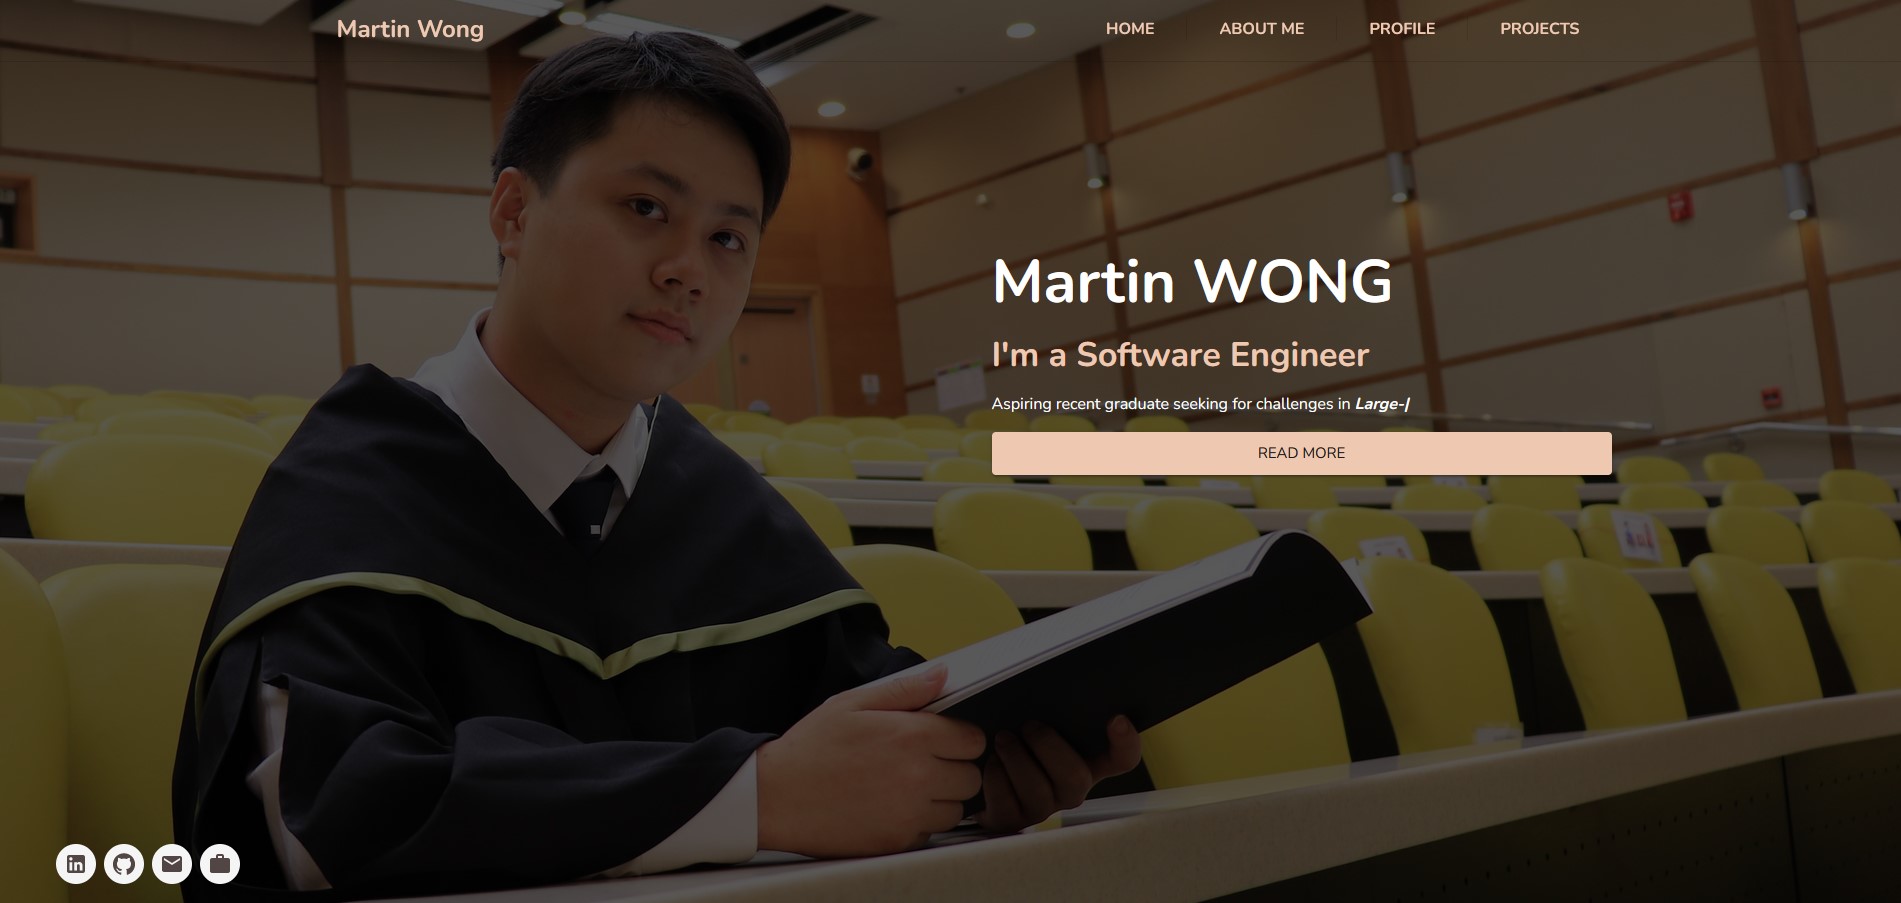 Martin Wong
HOME
ABOUT ME
PROFILE
PROJECTS
Martin WONG
I'm a Software Engineer
Aspiring recent graduate seeking for challenges in Large-|
READ MORE
in